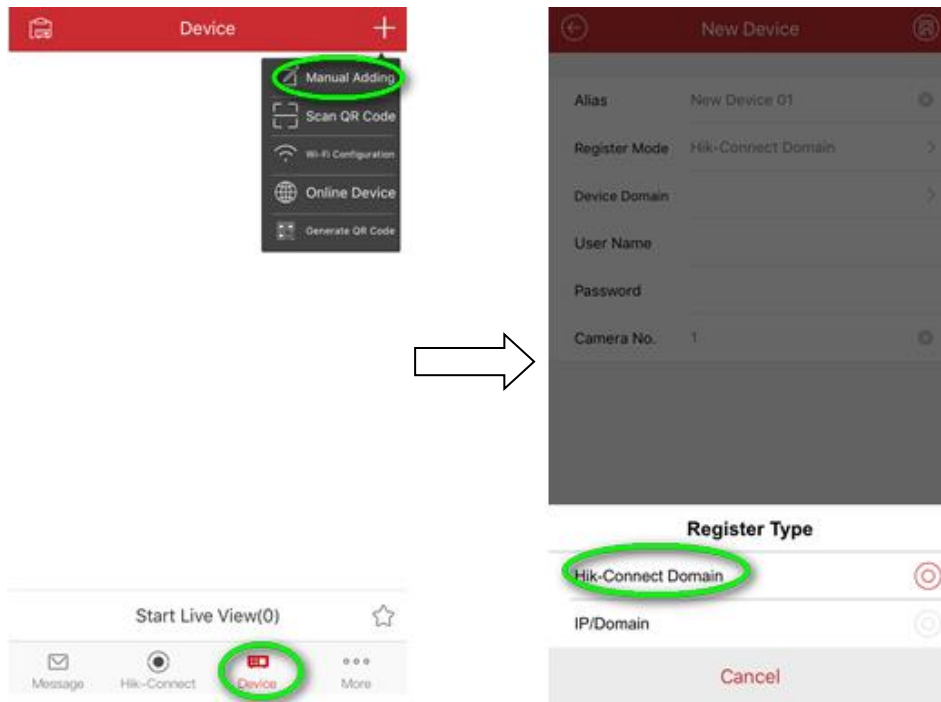 Device
Manual Adding
Scan QR Code
Wi-Fi Configuration
Online Device
Generate QR Code
Start Live View(0)
Message
Hik-Connect
Device
More
New Device
Alias New Device 01
Register Mode Hik-Connect Domain
Device Domain
User Name
Password
Camera No. 1
Register Type
Hik-Connect Domain
IP/Domain
Cancel